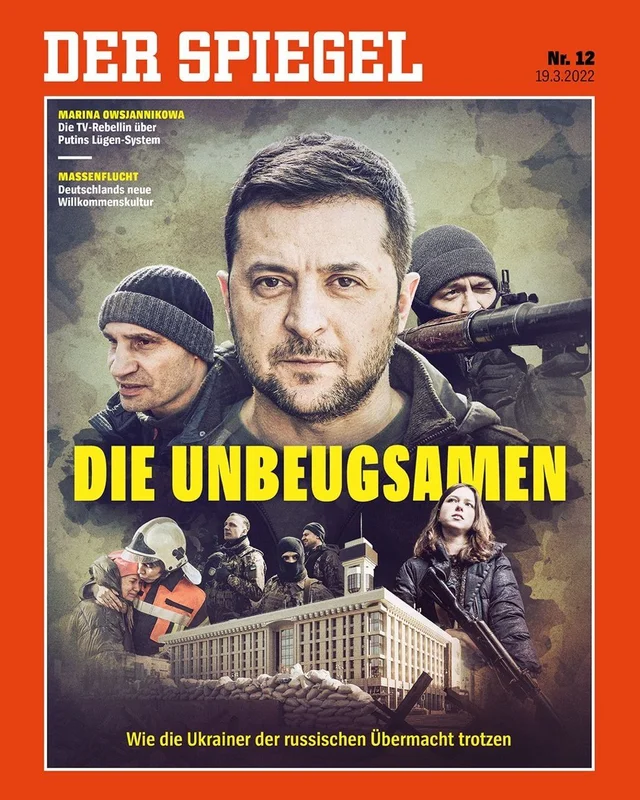 DER SPIEGEL
Nr. 12
19.3.2022
MARINA OWSJANNIKOWA
Die TV-Rebellin über
Putins Lügen-System
MASSENFLUCHT
Deutschlands neue
Willkommenskultur
DIE UNBEUGSAMEN
Wie die Ukrainer der russischen Übermacht trotzen